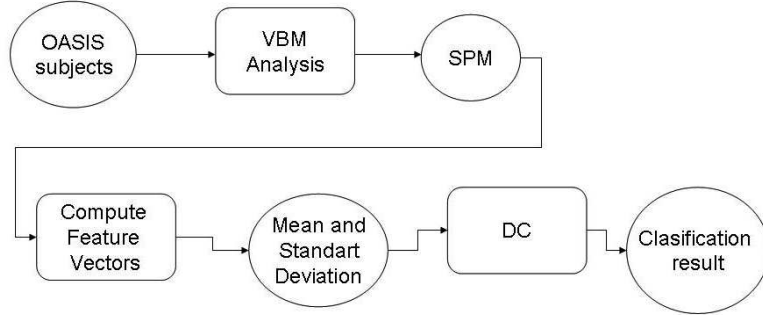 OASIS
subjects
VBM
Analysis
SPM
Compute
Feature
Vectors
Mean and
Standart
Deviation
DC
Clasification
result